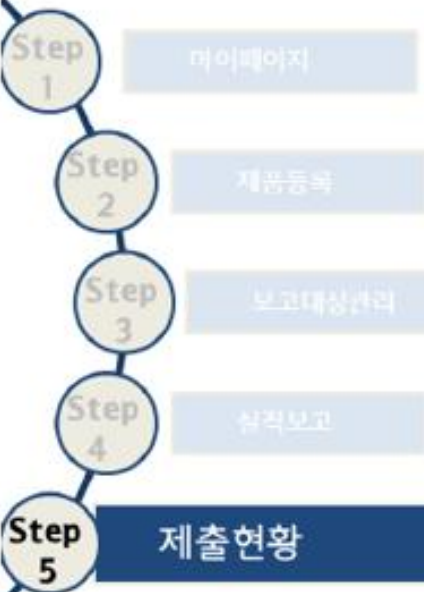 Step
1
마이페이지
Step
2
제품등록
Step
3
보고대상관리
Step
4
실적보고
Step
5
제출현황